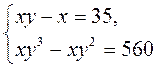 xy − x = 35,
xy³ − xy² = 560